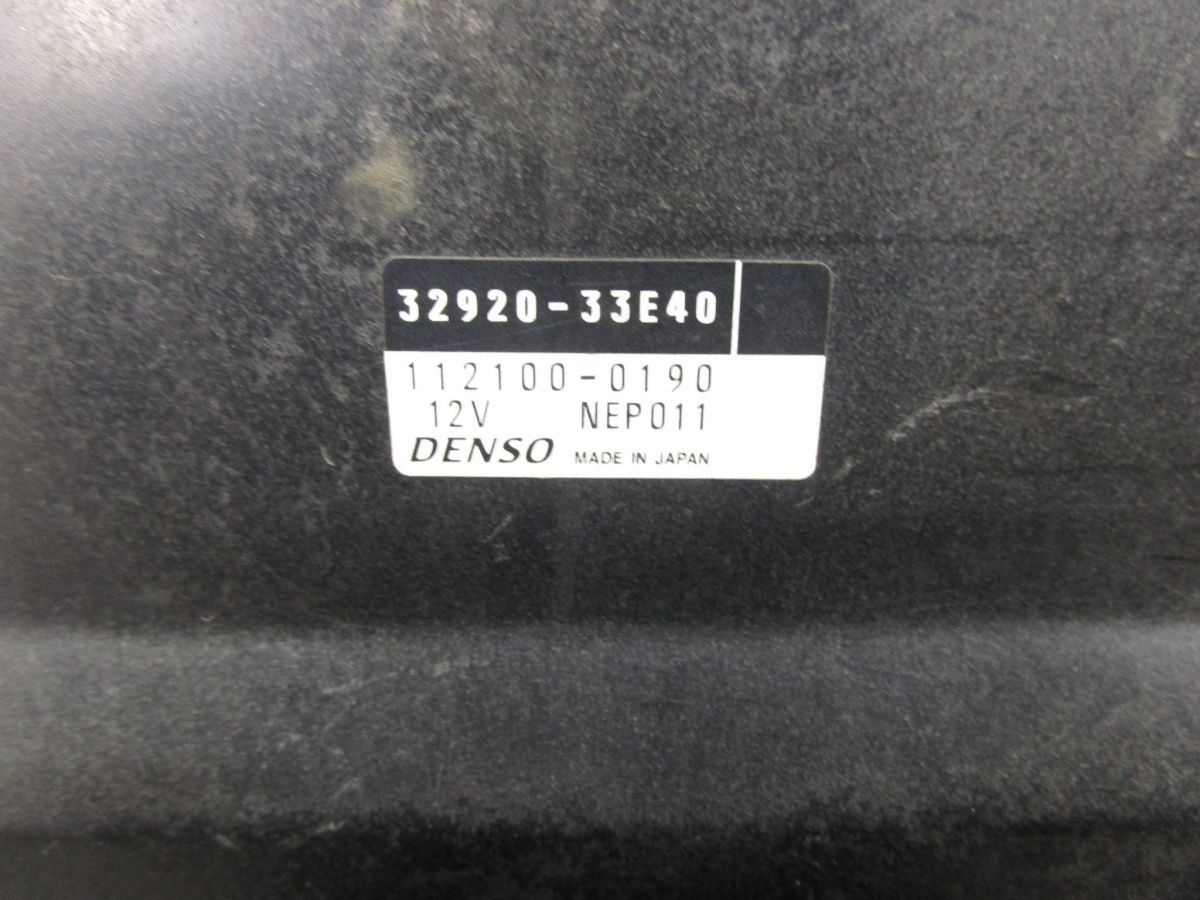 32920-33E40
112100-0190
12V NEP011
DENSO MADE IN JAPAN